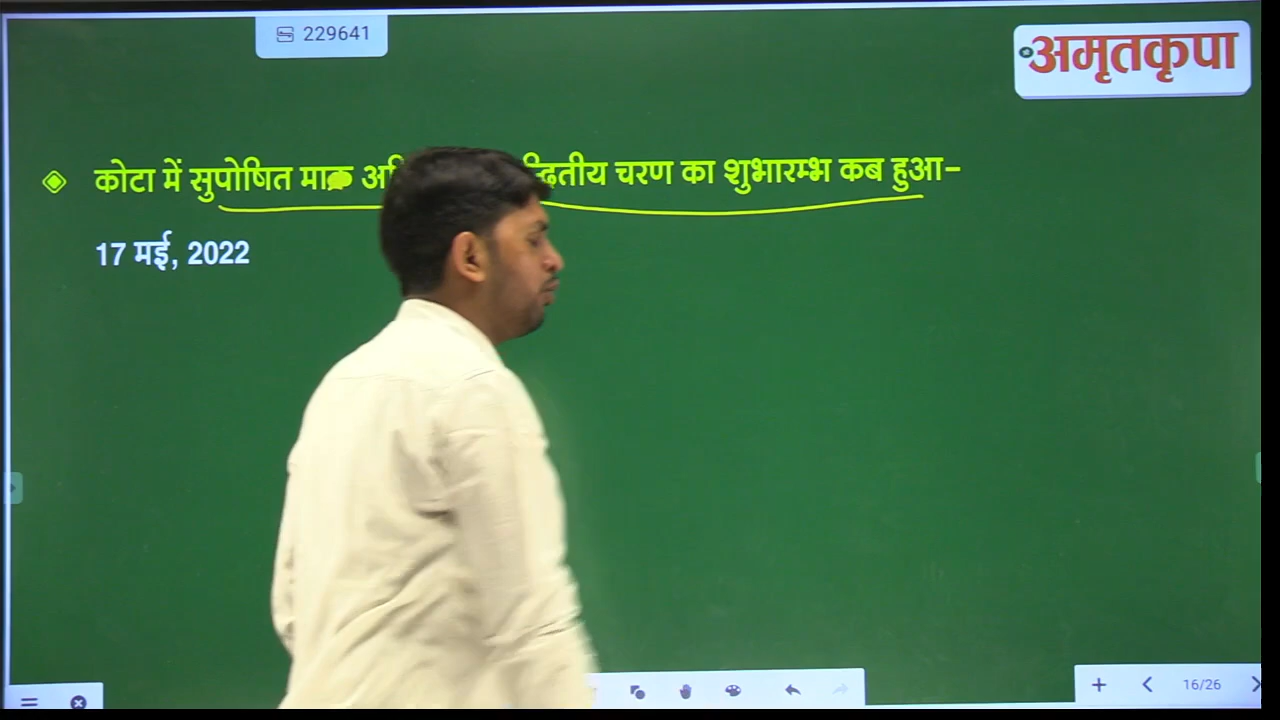 229641
अमृतकृपा
कोटा में सुपोषित का द्वितीय चरण का शुभारम्भ कब हुआ-
17 मई, 2022
16/26